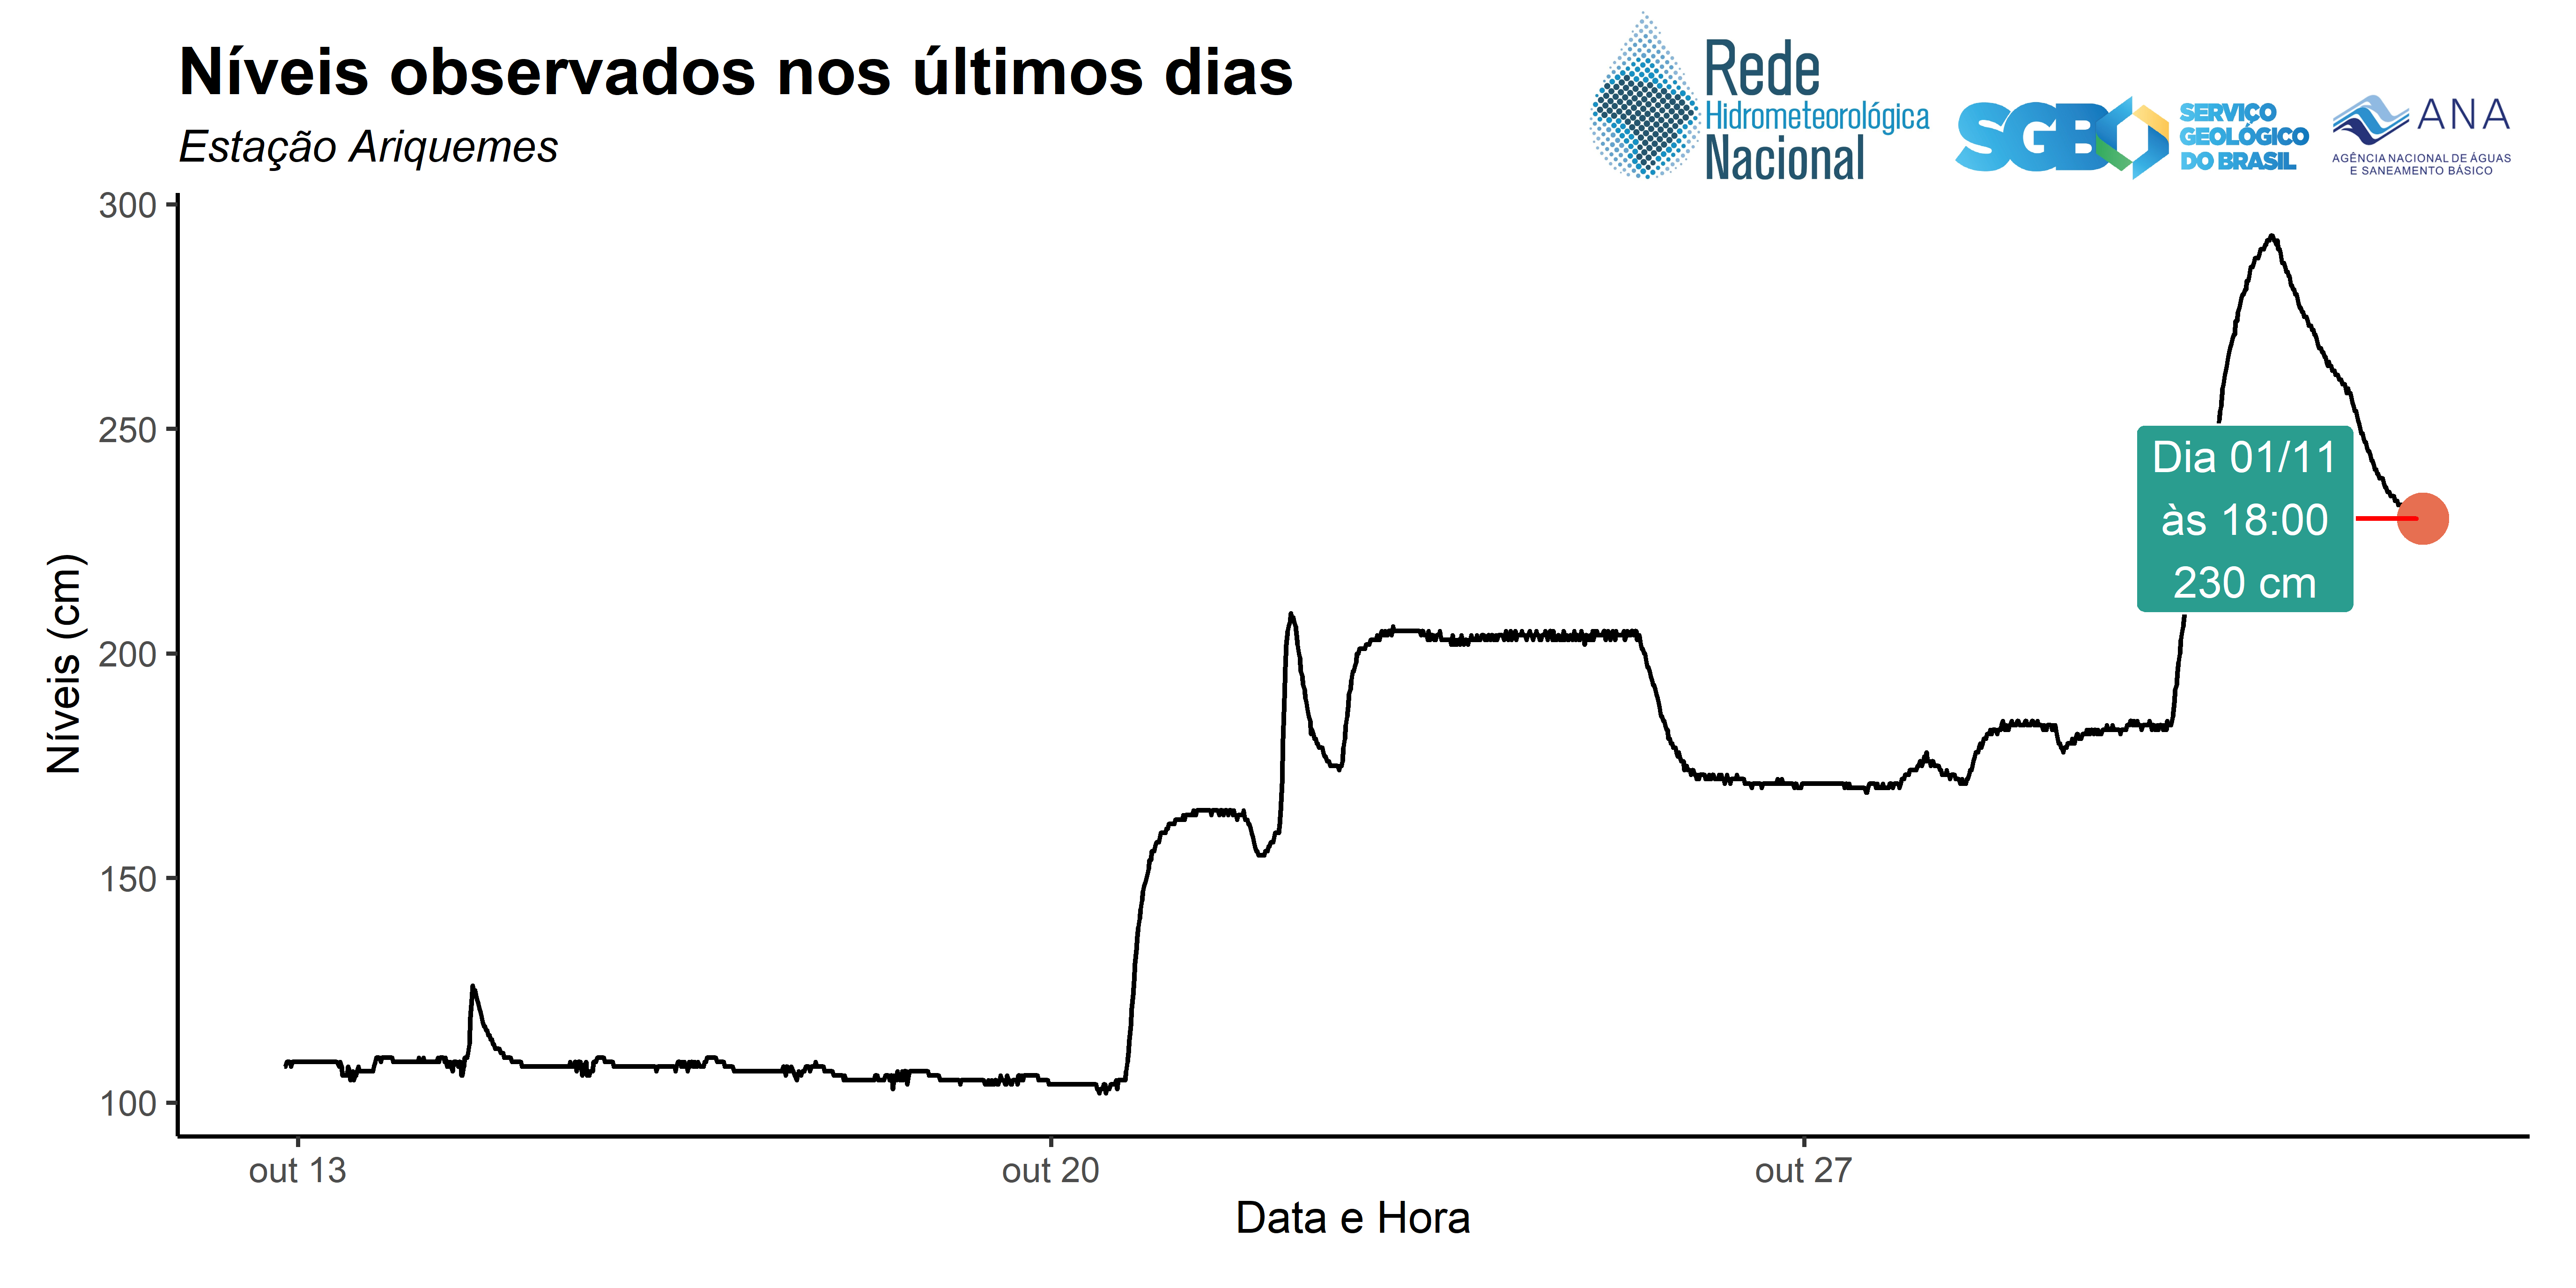 Níveis observados nos últimos dias
Estação Ariquemes
Rede
Hidrometeorológica
Nacional
SGB
SERVIÇO
GEOLÓGICO
DO BRASIL
ANA
AGÊNCIA NACIONAL DE ÁGUAS
E SANEAMENTO BÁSICO
300
250
200
150
100
Níveis (cm)
Dia 01/11
às 18:00
230 cm
out 13
out 20
out 27
Data e Hora